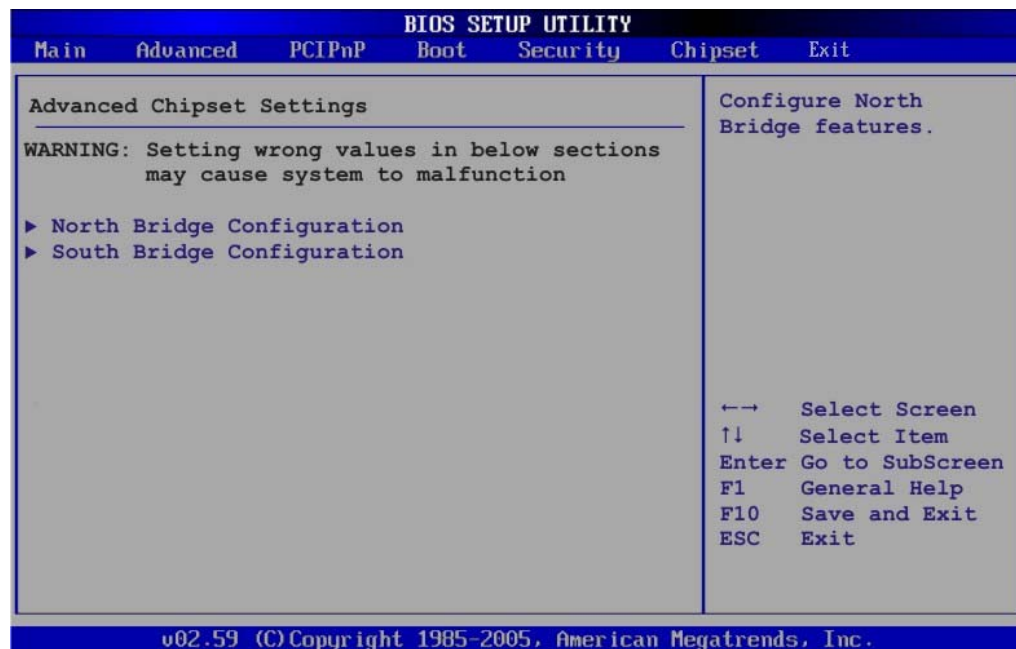 BIOS SETUP UTILITY
Main Advanced PCIPnP Boot Security Chipset Exit
Advanced Chipset Settings
WARNING: Setting wrong values in below sections
may cause system to malfunction
▶ North Bridge Configuration
▶ South Bridge Configuration
Configure North
Bridge features.
←→ Select Screen
↑↓ Select Item
Enter Go to SubScreen
F1 General Help
F10 Save and Exit
ESC Exit
v02.59 (C)Copyright 1985-2005, American Megatrends, Inc.